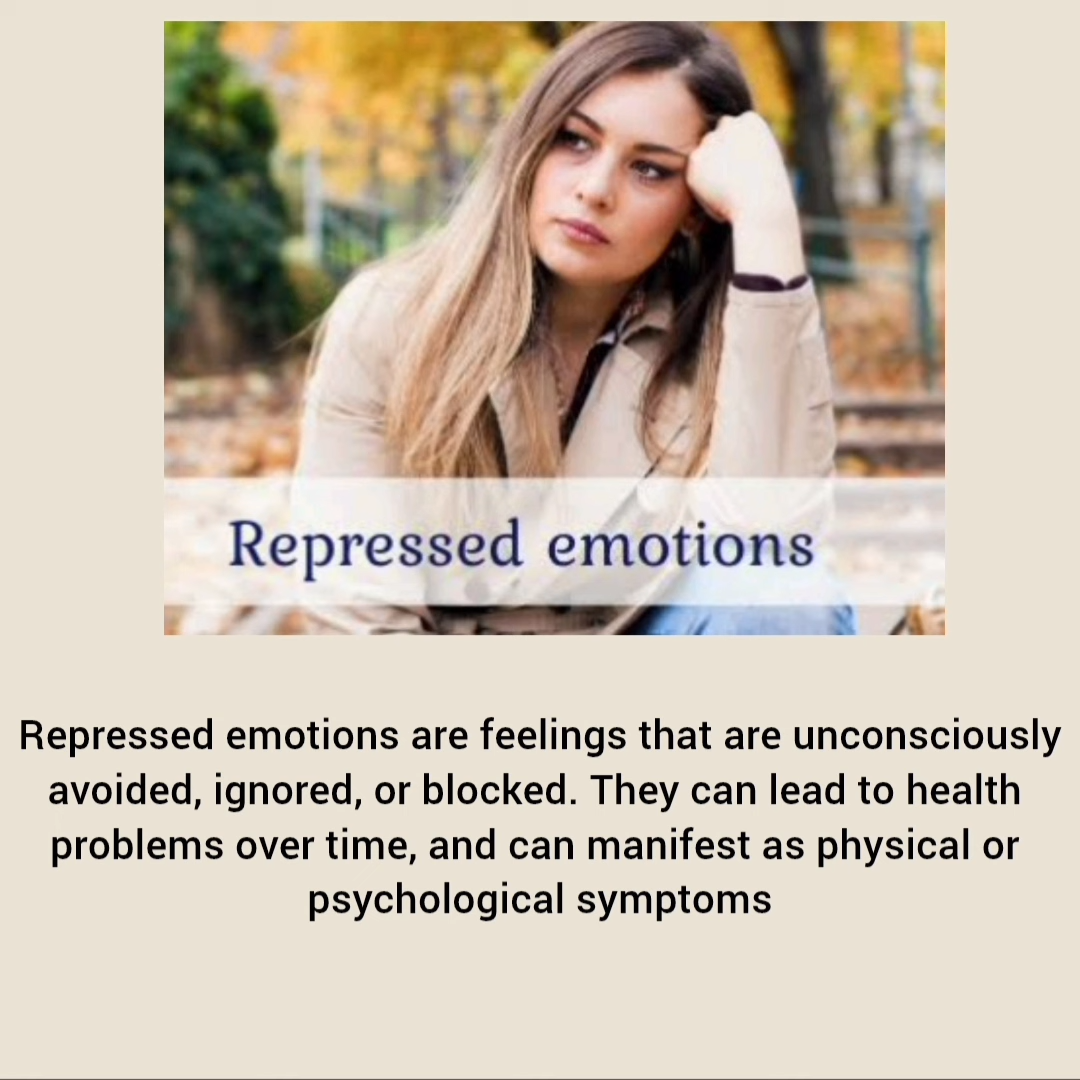 Repressed emotions
Repressed emotions are feelings that are unconsciously
avoided, ignored, or blocked. They can lead to health
problems over time, and can manifest as physical or
psychological symptoms